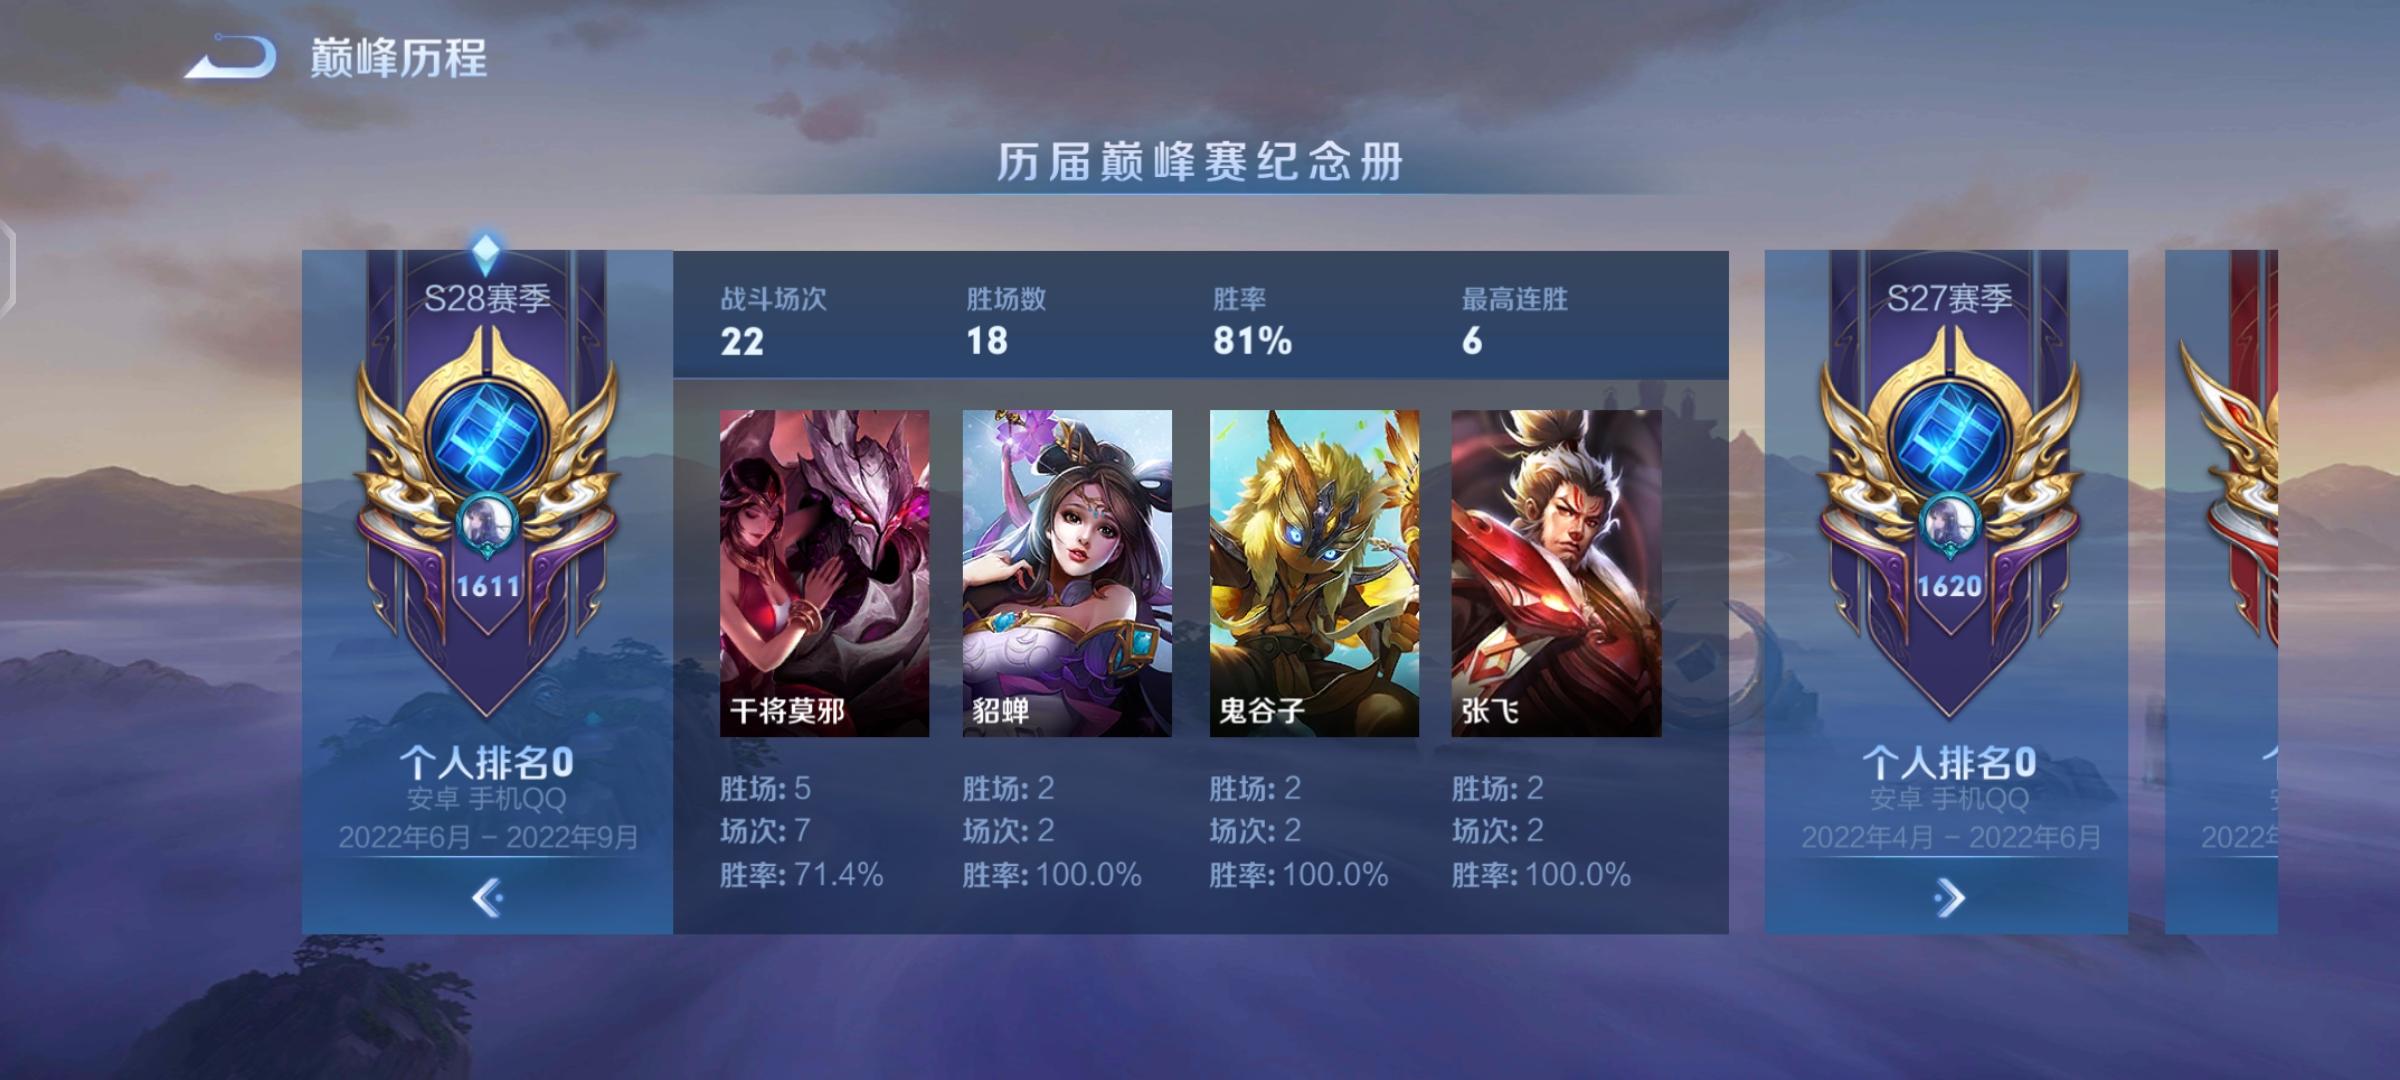 巅峰历程
历届巅峰赛纪念册
S28赛季
1611
个人排名0
安卓 手机QQ
2022年6月 – 2022年9月
战斗场次 胜场数 胜率 最高连胜
22 18 81% 6
干将莫邪 貂蝉 鬼谷子 张飞
胜场: 5 胜场: 2 胜场: 2 胜场: 2
场次: 7 场次: 2 场次: 2 场次: 2
胜率: 71.4% 胜率: 100.0% 胜率: 100.0% 胜率: 100.0%
S27赛季
1620
个人排名0
安卓 手机QQ
2022年4月 – 2022年6月
2022